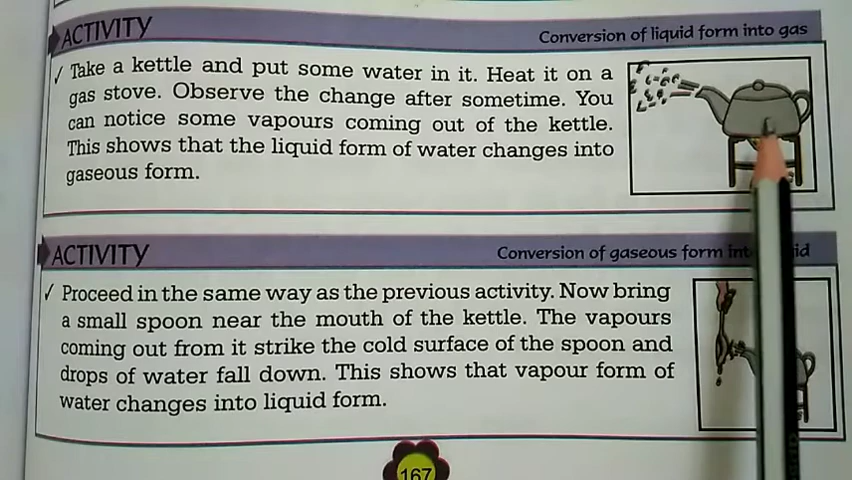 ACTIVITY
Conversion of liquid form into gas
✓ Take a kettle and put some water in it. Heat it on a
gas stove. Observe the change after sometime. You
can notice some vapours coming out of the kettle.
This shows that the liquid form of water changes into
gaseous form.
ACTIVITY
Conversion of gaseous form
✓ Proceed in the same way as the previous activity. Now bring
a small spoon near the mouth of the kettle. The vapours
coming out from it strike the cold surface of the spoon and
drops of water fall down. This shows that vapour form of
water changes into liquid form.
167